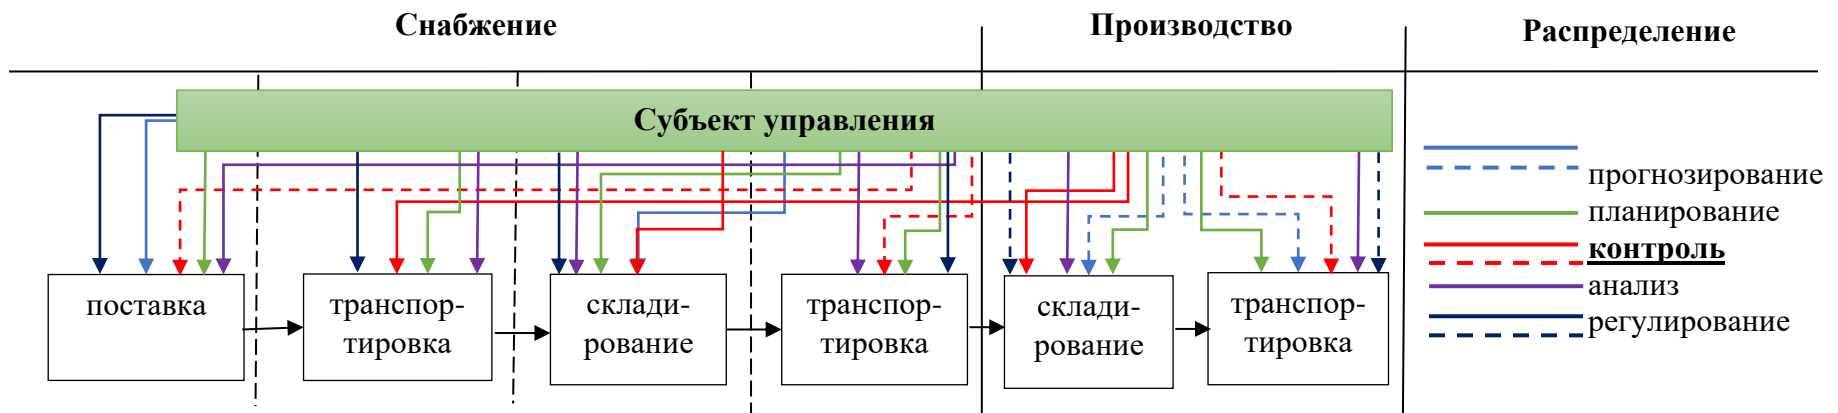 Снабжение
Производство
Распределение
Субъект управления
поставка
транспор-
тировка
склади-
рование
транспор-
тировка
склади-
рование
транспор-
тировка
прогнозирование
планирование
контроль
анализ
регулирование